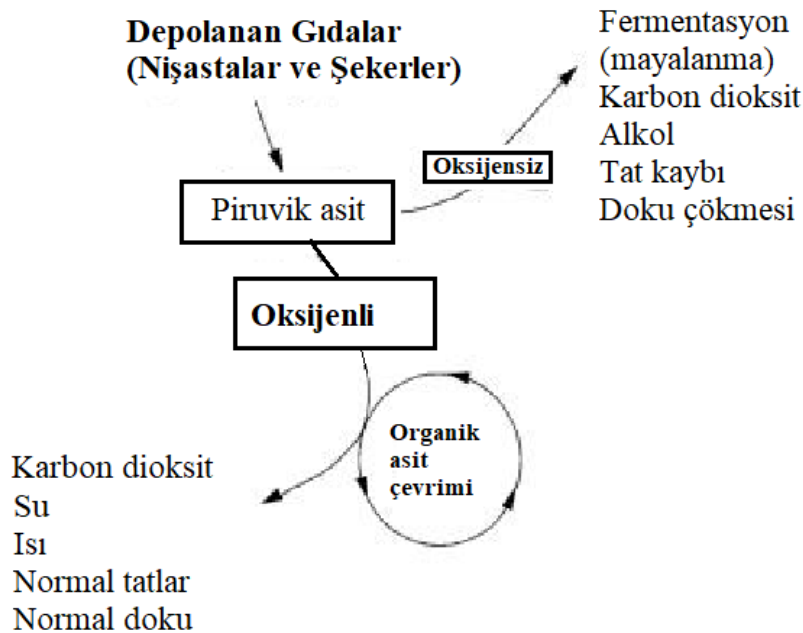 Depolanan Gıdalar
(Nişastalar ve Şekerler)
Fermentasyon
(mayalanma)
Karbon dioksit
Alkol
Tat kaybı
Doku çökmesi
Oksijensiz
Piruvik asit
Oksijenli
Organik
asit
çevrimi
Karbon dioksit
Su
Isı
Normal tatlar
Normal doku